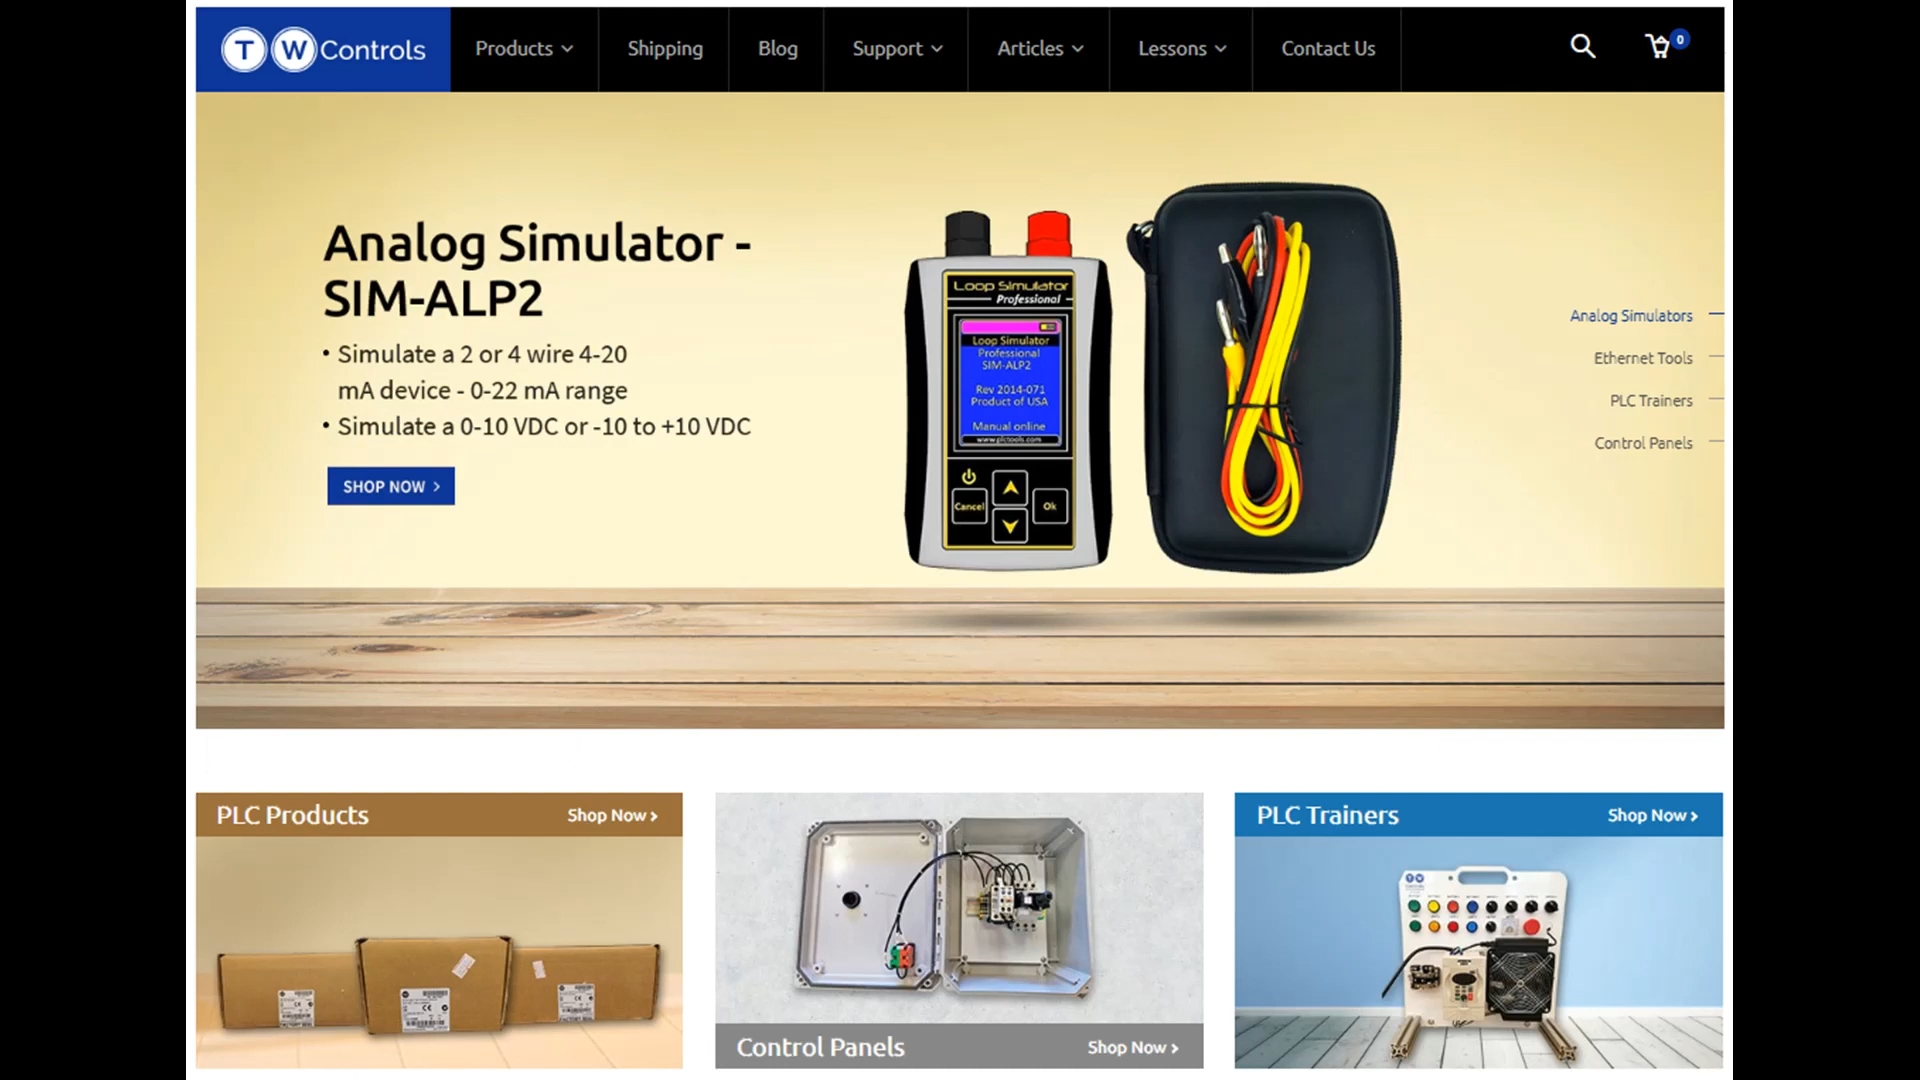 T W Controls
Products
Shipping
Blog
Support
Articles
Lessons
Contact Us
0
Analog Simulator -
SIM-ALP2
• Simulate a 2 or 4 wire 4-20
mA device - 0-22 mA range
• Simulate a 0-10 VDC or -10 to +10 VDC
SHOP NOW >
Loop Simulator
Professional
Loop Simulator
Professional
SIM-ALP2
Rev 2014-071
Product of USA
Manual online
www.plctools.com
Cancel
Ok
Analog Simulators
Ethernet Tools
PLC Trainers
Control Panels
PLC Products
Shop Now >
Control Panels
Shop Now >
PLC Trainers
Shop Now >
T W